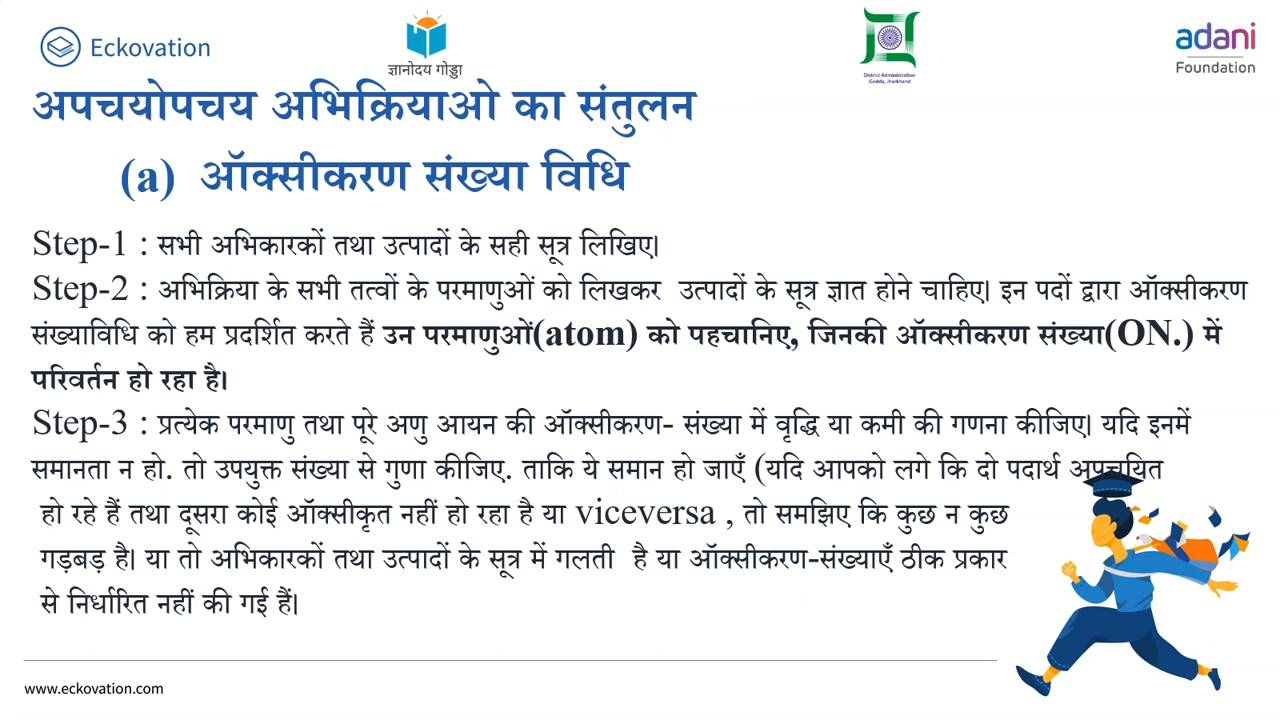 Eckovation
ज्ञानोदय गोड्डा
District Administration
Godda, Jharkhand
adani
Foundation
अपचयोपचय अभिक्रियाओ का संतुलन
(a) ऑक्सीकरण संख्या विधि
Step-1 : सभी अभिकारकों तथा उत्पादों के सही सूत्र लिखिए।
Step-2 : अभिक्रिया के सभी तत्वों के परमाणुओं को लिखकर उत्पादों के सूत्र ज्ञात होने चाहिए। इन पदों द्वारा ऑक्सीकरण
संख्याविधि को हम प्रदर्शित करते हैं उन परमाणुओं(atom) को पहचानिए, जिनकी ऑक्सीकरण संख्या(ON.) में
परिवर्तन हो रहा है।
Step-3 : प्रत्येक परमाणु तथा पूरे अणु आयन की ऑक्सीकरण- संख्या में वृद्धि या कमी की गणना कीजिए। यदि इनमें
समानता न हो. तो उपयुक्त संख्या से गुणा कीजिए. ताकि ये समान हो जाएँ (यदि आपको लगे कि दो पदार्थ अपचयित
हो रहे हैं तथा दूसरा कोई ऑक्सीकृत नहीं हो रहा है या viceversa , तो समझिए कि कुछ न कुछ
गड़बड़ है। या तो अभिकारकों तथा उत्पादों के सूत्र में गलती है या ऑक्सीकरण-संख्याएँ ठीक प्रकार
से निर्धारित नहीं की गई हैं।
www.eckovation.com